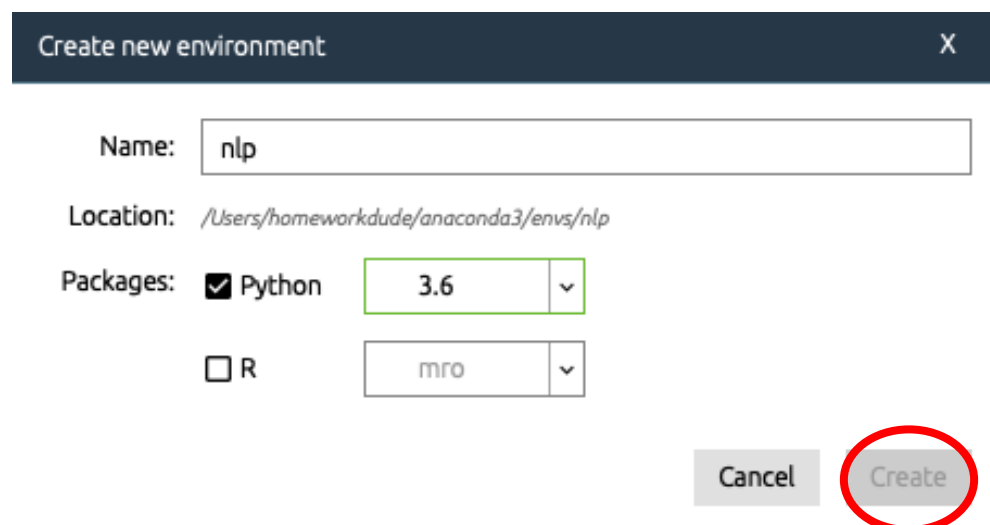 Create new environment X
Name: nlp
Location: /Users/homeworkdude/anaconda3/envs/nlp
Packages: Python 3.6
R mro
Cancel Create